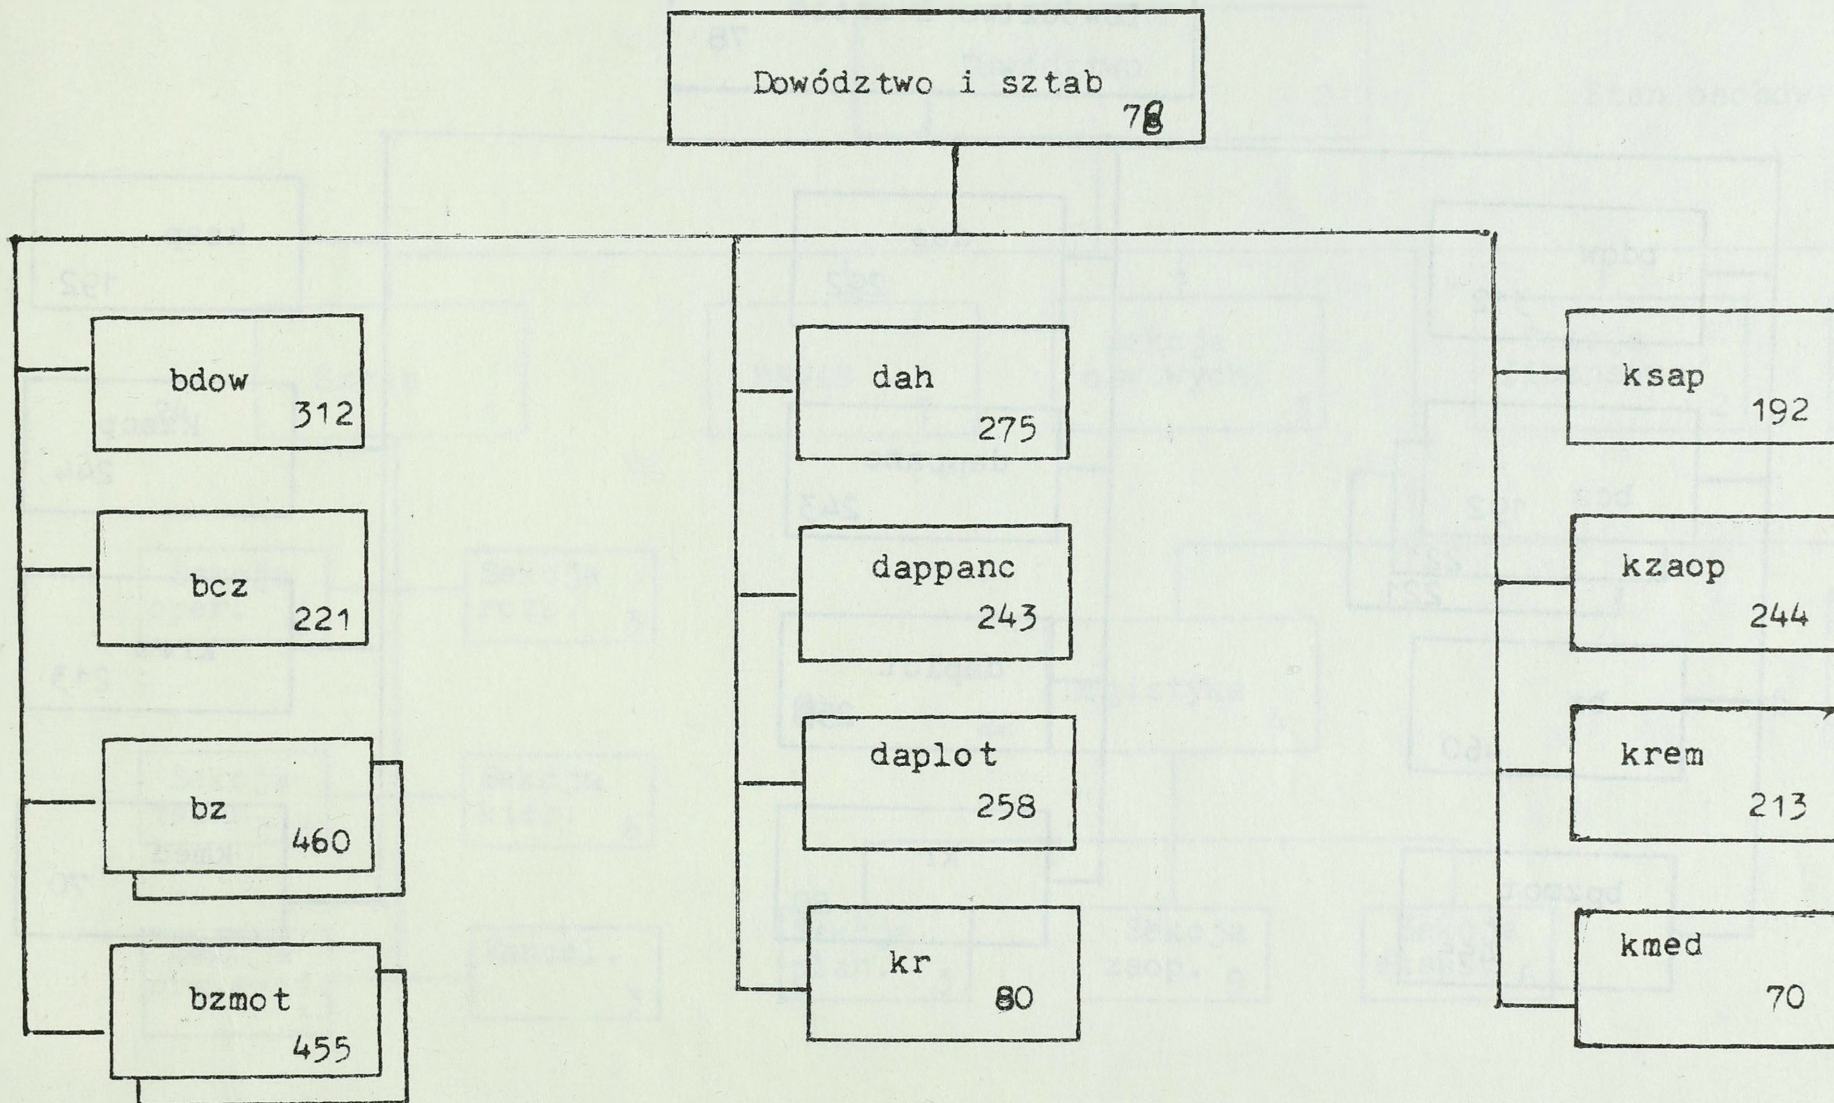 Dowództwo i sztab
78
bdow
312
bcz
221
bz
460
bzmot
455
dah
275
dappanc
243
daplot
258
kr
80
ksap
192
kzaop
244
krem
213
kmed
70